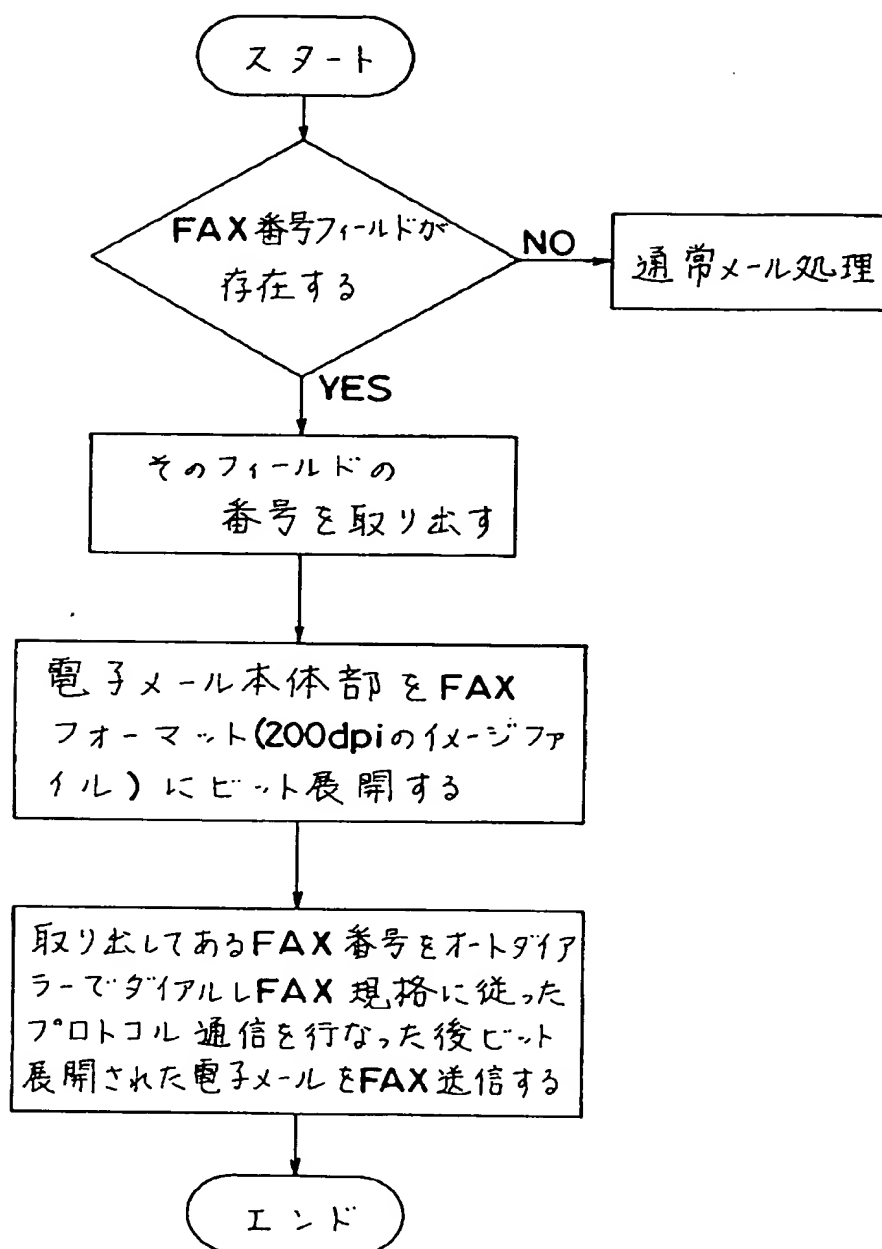 スタート
FAX番号フィールドが
存在する
NO
通常メール処理
YES
そのフィールドの
番号を取り出す
電子メール本体部をFAX
フォーマット(200dpiのイメージファ
イル)にビット展開する
取り出してあるFAX番号をオートダイア
ラーでダイアルしFAX規格に従った
プロトコル通信を行なった後ビット
展開された電子メールをFAX送信する
エンド